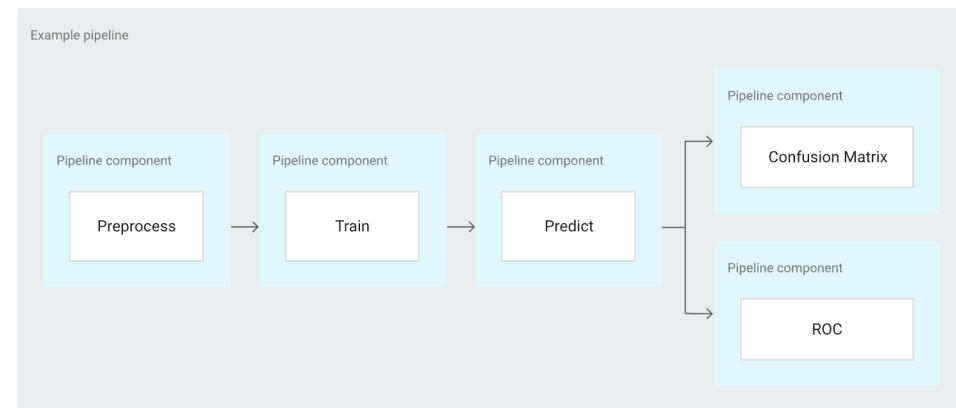 Example pipeline
Pipeline component
Preprocess
Pipeline component
Train
Pipeline component
Predict
Pipeline component
Confusion Matrix
Pipeline component
ROC